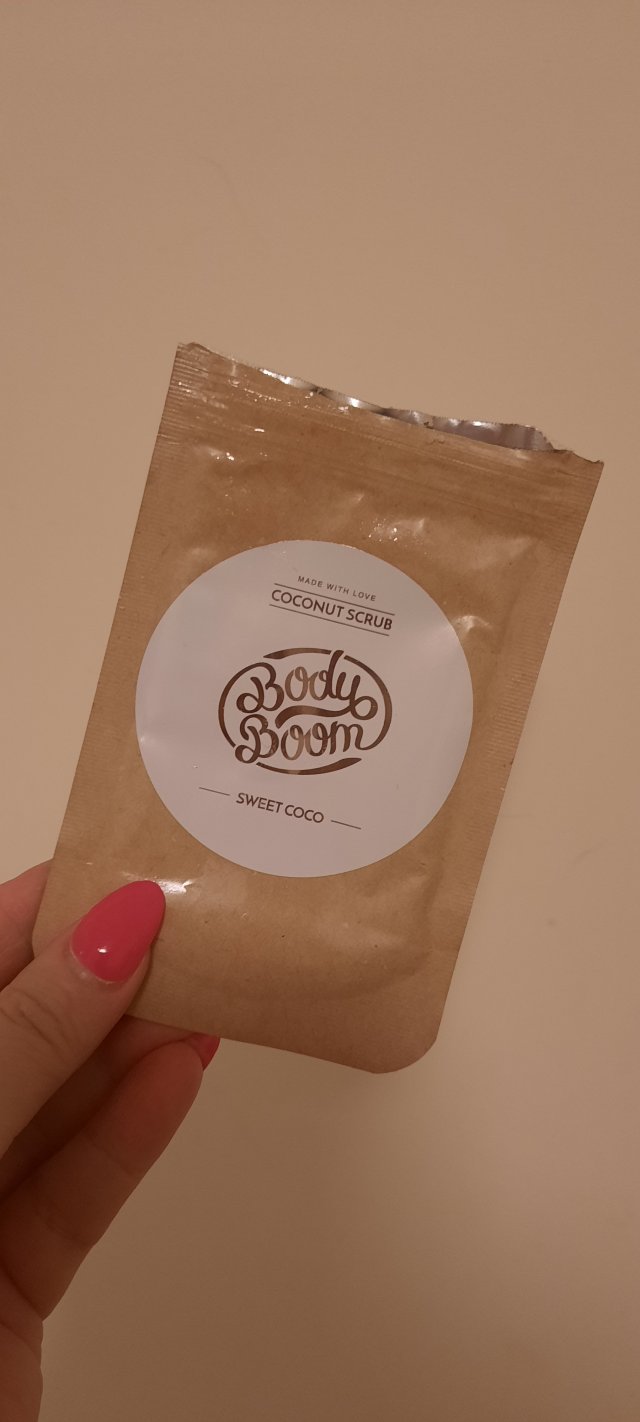 MADE WITH LOVE
COCONUT SCRUB
Body
Boom
SWEET COCO